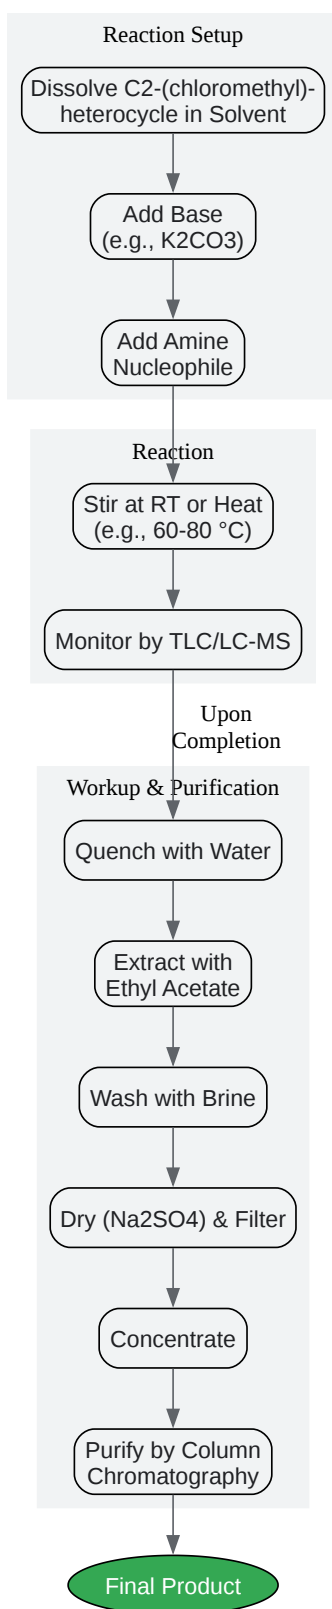 Reaction Setup
Dissolve C2-(chloromethyl)-
heterocycle in Solvent
Add Base
(e.g., K2CO3)
Add Amine
Nucleophile
Reaction
Stir at RT or Heat
(e.g., 60-80 °C)
Monitor by TLC/LC-MS
Upon
Completion
Workup & Purification
Quench with Water
Extract with
Ethyl Acetate
Wash with Brine
Dry (Na2SO4) & Filter
Concentrate
Purify by Column
Chromatography
Final Product